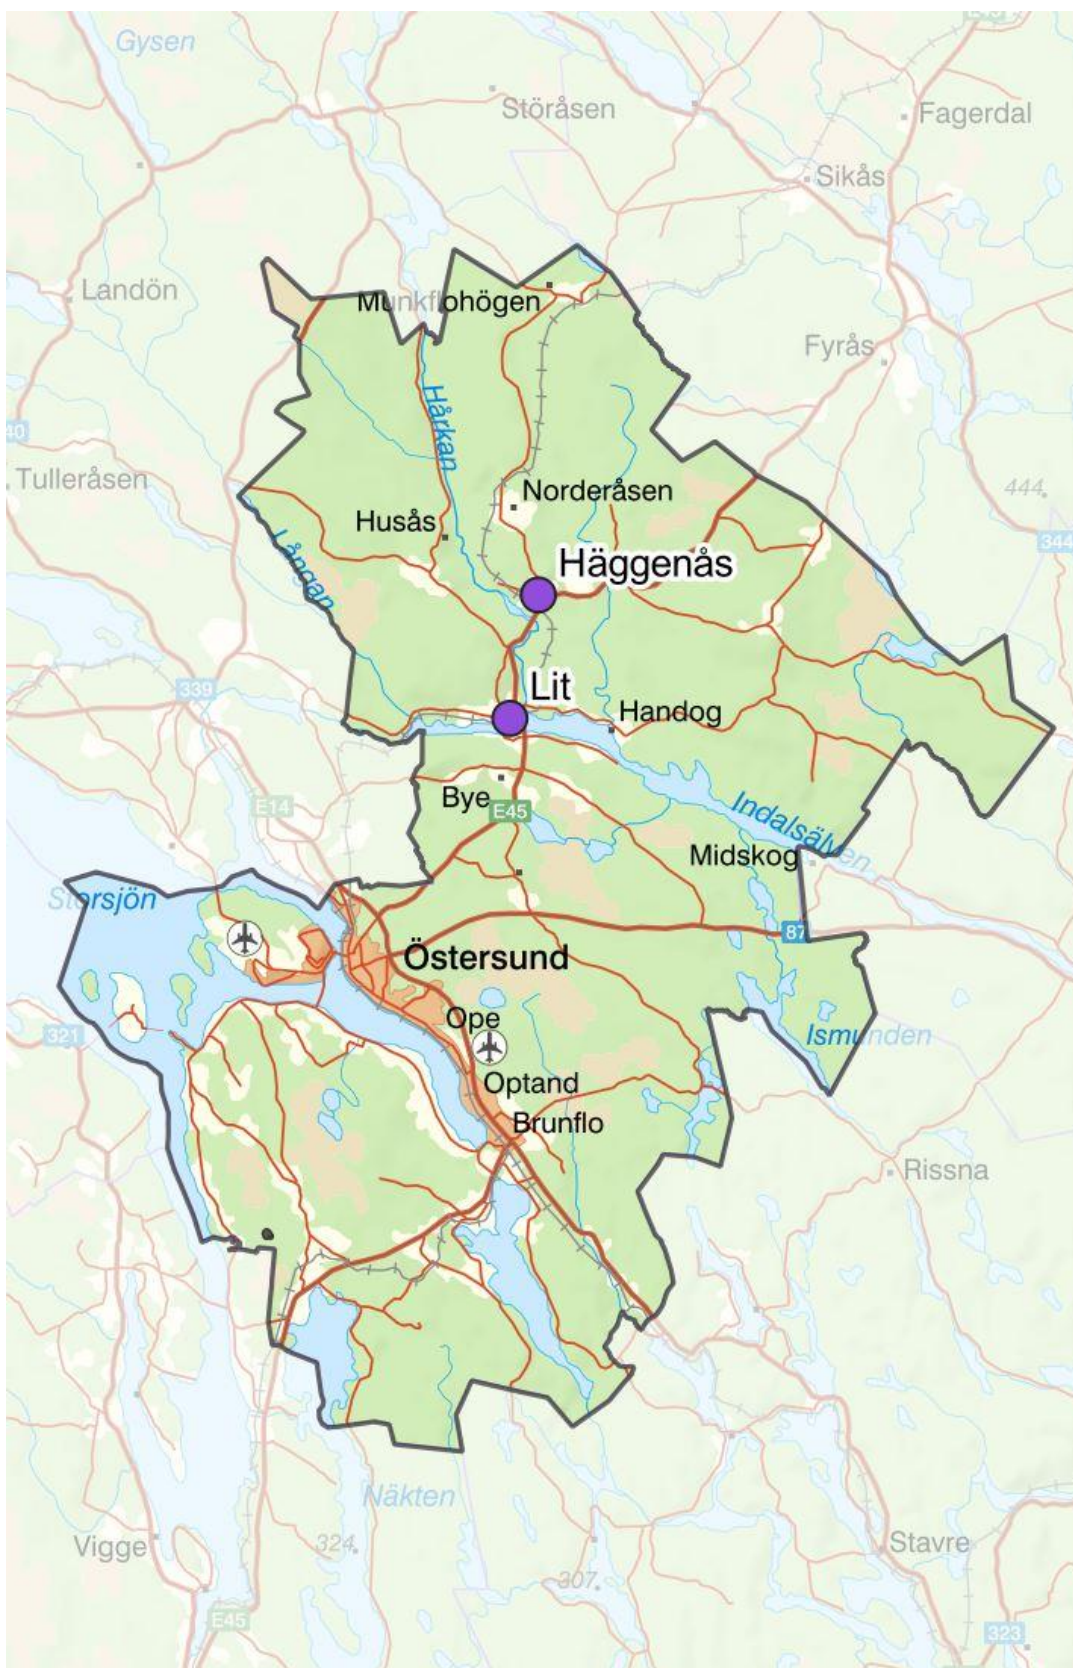 Gysen
Störåsen
Fagerdal
Sikås
Landön
Munkflohögen
Fyrås
Hårkan
40
Tulleråsen
Norderåsen
444
Husås
344
Långan
Häggenås
339
Lit
Handog
E14
Bye
E45
Indalsälven
Midskog
Storsjön
87
Östersund
Ope
321
Ismunden
Optand
Brunflo
Rissna
Näkten
Vigge
324
Stavre
307
E45
323